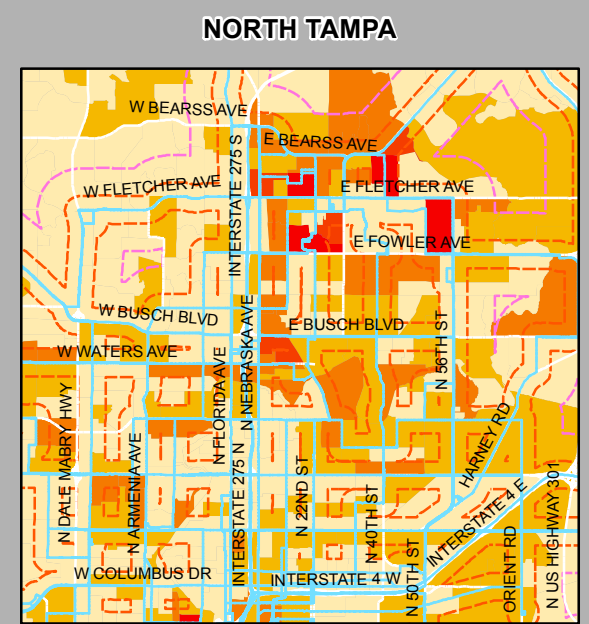 NORTH TAMPA
W BEARSS AVE
E BEARSS AVE
INTERSTATE 275 S
W FLETCHER AVE
E FLETCHER AVE
E FOWLER AVE
W BUSCH BLVD
E BUSCH BLVD
N NEBRASKA AVE
W WATERS AVE
N 56TH ST
N FLORIDA AVE
N DALE MABRY HWY
N ARMENIA AVE
HARNEY RD
INTERSTATE 275 N
N 22ND ST
N 40TH ST
INTERSTATE 4 E
N US HIGHWAY 301
N 50TH ST
ORIENT RD
W COLUMBUS DR
INTERSTATE 4 W